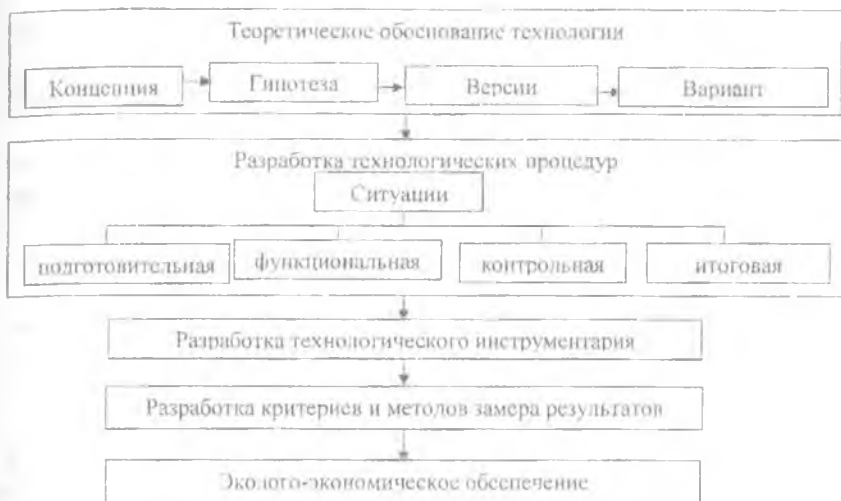 Теоретическое обоснование технологии
Концепция
Гипотеза
Версии
Вариант
Разработка технологических процедур
Ситуации
подготовительная
функциональная
контрольная
итоговая
Разработка технологического инструментария
Разработка критериев и методов замера результатов
Эколого-экономическое обеспечение